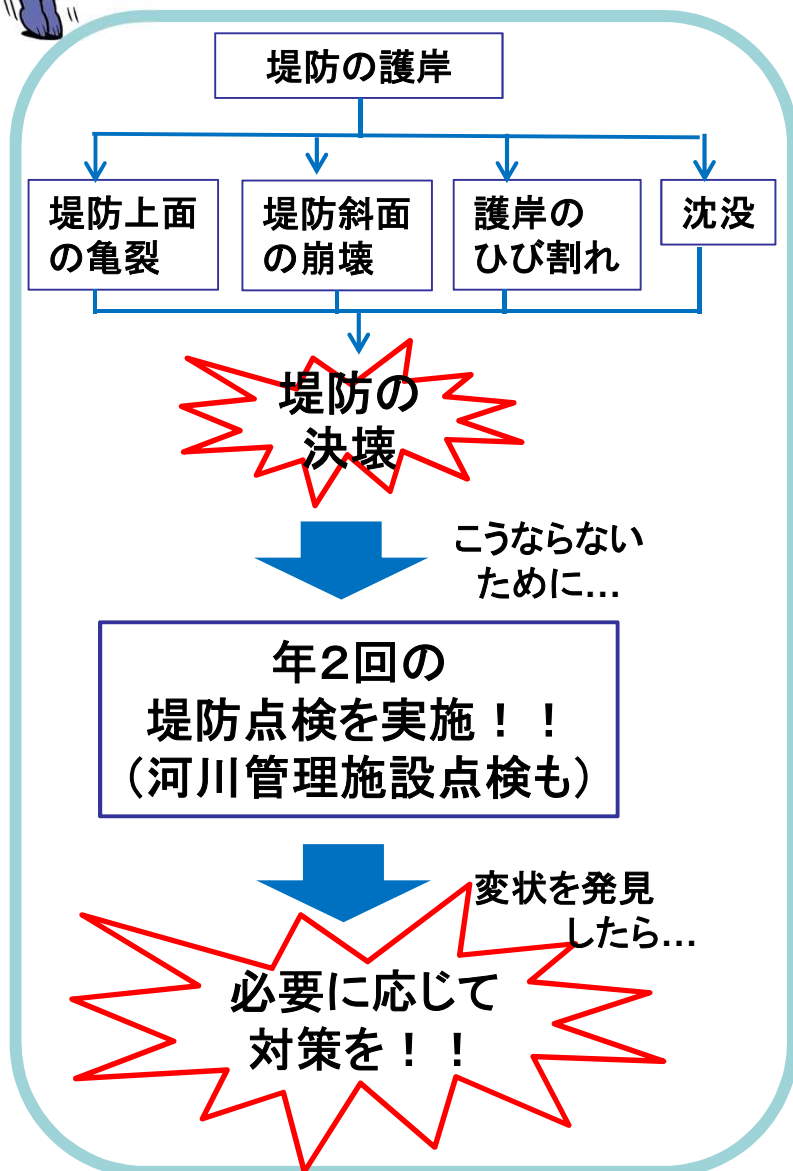 堤防の護岸
堤防上面
の亀裂
堤防斜面
の崩壊
護岸の
ひび割れ
沈没
堤防の
決壊
こうならない
ために…
年２回の
堤防点検を実施！！
（河川管理施設点検も）
変状を発見
したら…
必要に応じて
対策を！！